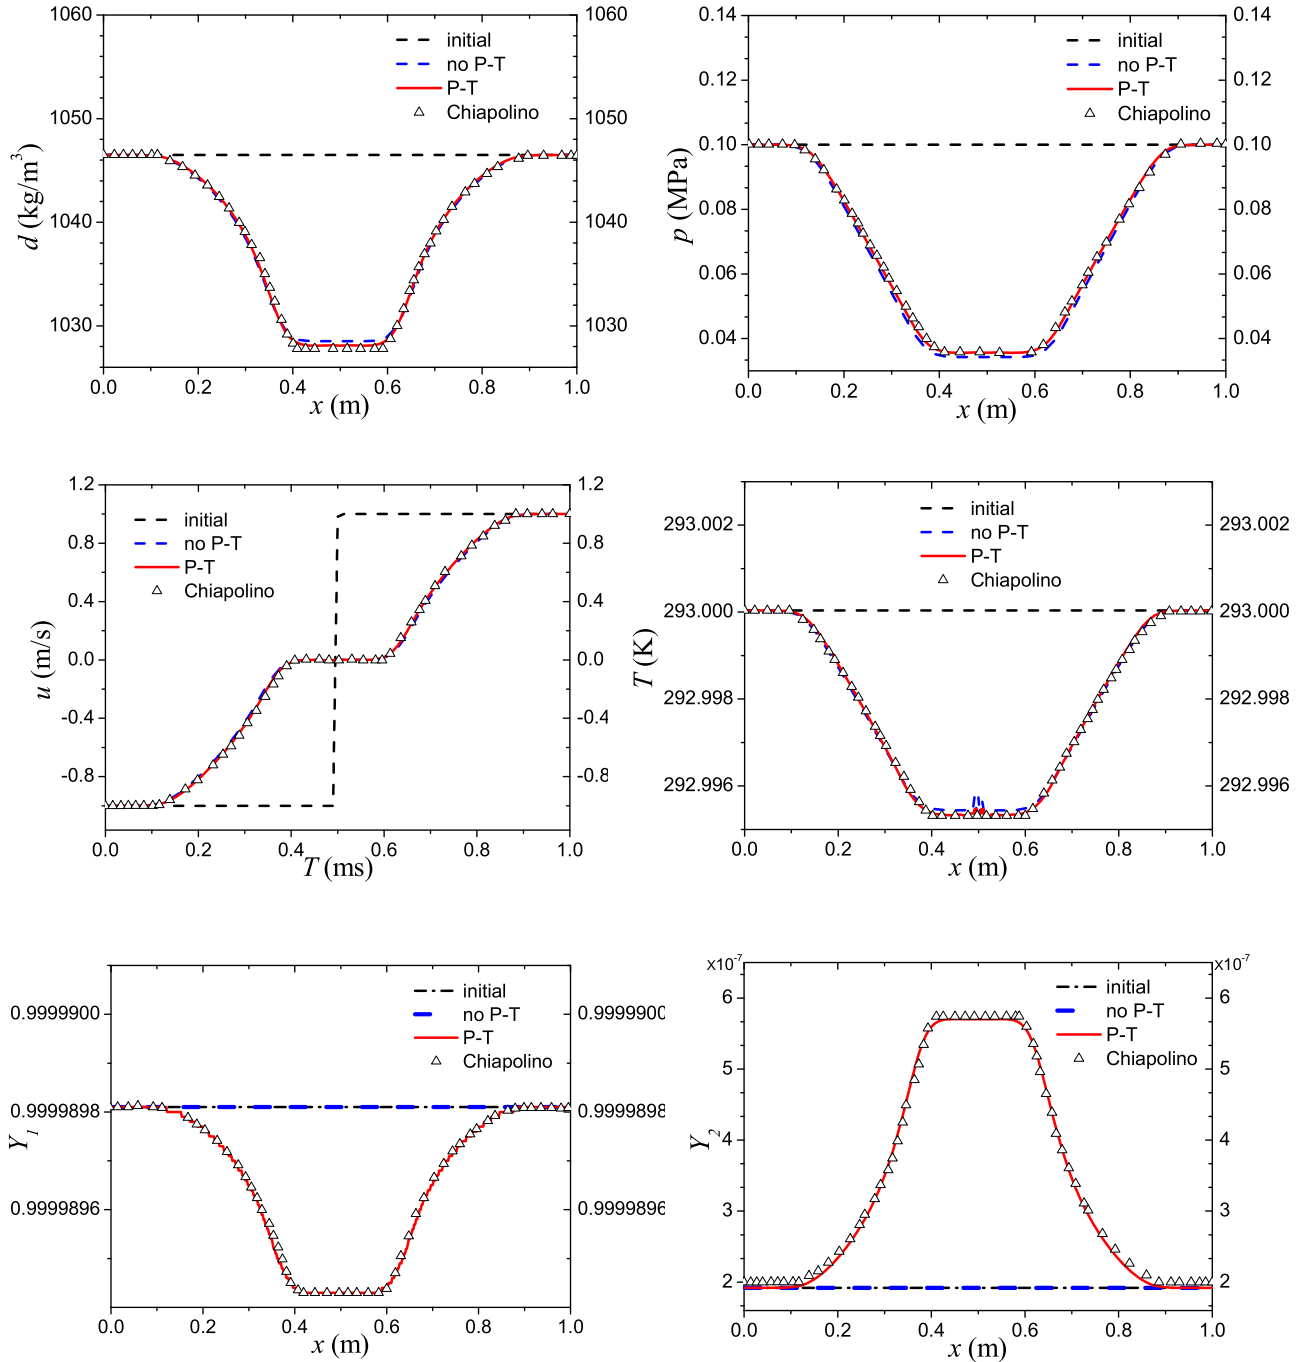 1060
1050
1040
1030
1060
1050
1040
1030
d (kg/m³)
initial
no P-T
P-T
Chiapolino
0.0 0.2 0.4 0.6 0.8 1.0
x (m)
0.14
0.12
0.10
0.08
0.06
0.04
0.14
0.12
0.10
0.08
0.06
0.04
p (MPa)
initial
no P-T
P-T
Chiapolino
0.0 0.2 0.4 0.6 0.8 1.0
x (m)
1.2
0.8
0.4
0.0
-0.4
-0.8
1.2
0.8
0.4
0.0
-0.4
-0.8
u (m/s)
initial
no P-T
P-T
Chiapolino
0.0 0.2 0.4 0.6 0.8 1.0
T (ms)
293.002
293.000
292.998
292.996
293.002
293.000
292.998
292.996
T (K)
initial
no P-T
P-T
Chiapolino
0.0 0.2 0.4 0.6 0.8 1.0
x (m)
0.9999900
0.9999898
0.9999896
0.9999900
0.9999898
0.9999896
Y₁
initial
no P-T
P-T
Chiapolino
0.0 0.2 0.4 0.6 0.8 1.0
x (m)
x10⁻⁷
6
5
4
3
2
x10⁻⁷
6
5
4
3
2
Y₂
initial
no P-T
P-T
Chiapolino
0.0 0.2 0.4 0.6 0.8 1.0
x (m)